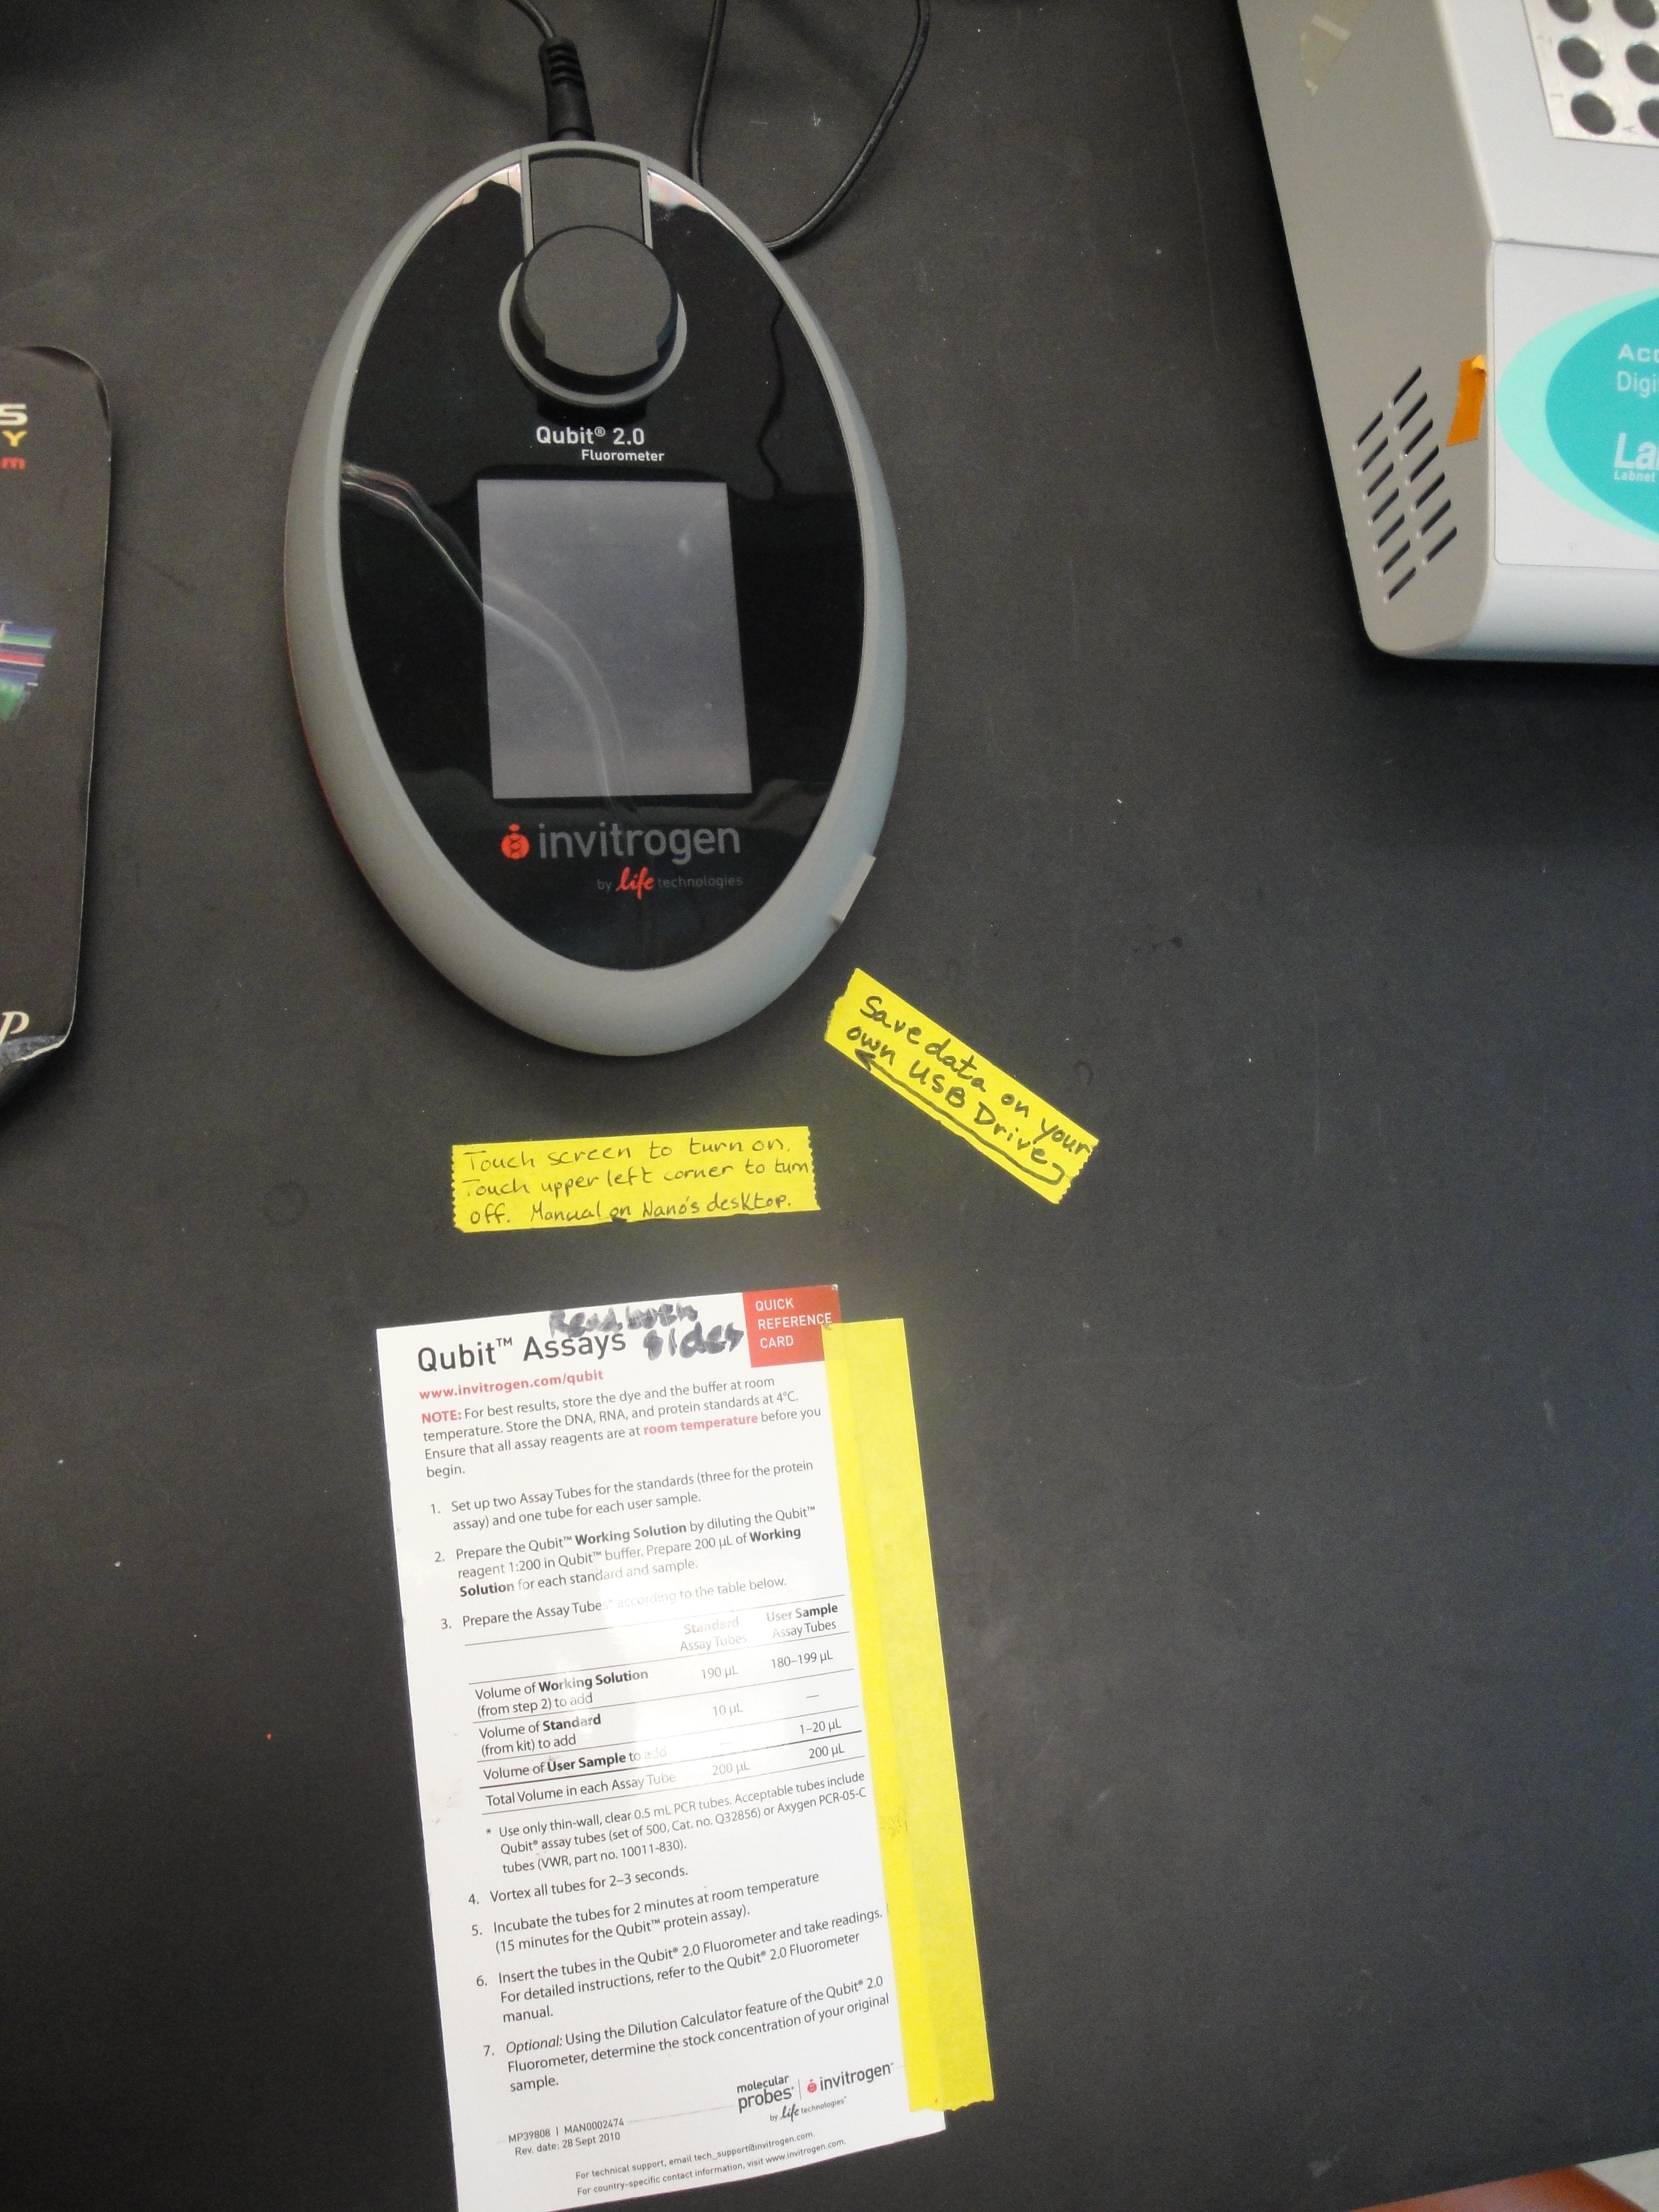 S
Y
m
P
Acc
Digi
La
Labnet
Qubit® 2.0
Fluorometer
invitrogen
by life technologies
Save data on your
own USB Drive
Touch screen to turn on.
Touch upper left corner to turn
off. Manual on Nano's desktop.
Read both
sides
Qubit™ Assays
QUICK
REFERENCE
CARD
www.invitrogen.com/qubit
NOTE: For best results, store the dye and the buffer at room
temperature. Store the DNA, RNA, and protein standards at 4°C.
Ensure that all assay reagents are at room temperature before you
begin.
1. Set up two Assay Tubes for the standards (three for the protein
assay) and one tube for each user sample.
2. Prepare the Qubit™ Working Solution by diluting the Qubit™
reagent 1:200 in Qubit™ buffer. Prepare 200 µL of Working
Solution for each standard and sample.
3. Prepare the Assay Tubes* according to the table below.
Standard
Assay Tubes
User Sample
Assay Tubes
Volume of Working Solution
(from step 2) to add
190 µL
180–199 µL
Volume of Standard
(from kit) to add
10 µL
—
Volume of User Sample to add
—
1–20 µL
Total Volume in each Assay Tube
200 µL
200 µL
* Use only thin-wall, clear 0.5 mL PCR tubes. Acceptable tubes include
Qubit® assay tubes (set of 500, Cat. no. Q32856) or Axygen PCR-05-C
tubes (VWR, part no. 10011-830).
4. Vortex all tubes for 2–3 seconds.
5. Incubate the tubes for 2 minutes at room temperature
(15 minutes for the Qubit™ protein assay).
6. Insert the tubes in the Qubit® 2.0 Fluorometer and take readings.
For detailed instructions, refer to the Qubit® 2.0 Fluorometer
manual.
7. Optional: Using the Dilution Calculator feature of the Qubit® 2.0
Fluorometer, determine the stock concentration of your original
sample.
molecular
probes®
invitrogen™
by life technologies™
MP39808 | MAN0002474
Rev. date: 28 Sept 2010
For technical support, email tech_support@invitrogen.com.
For country-specific contact information, visit www.invitrogen.com.